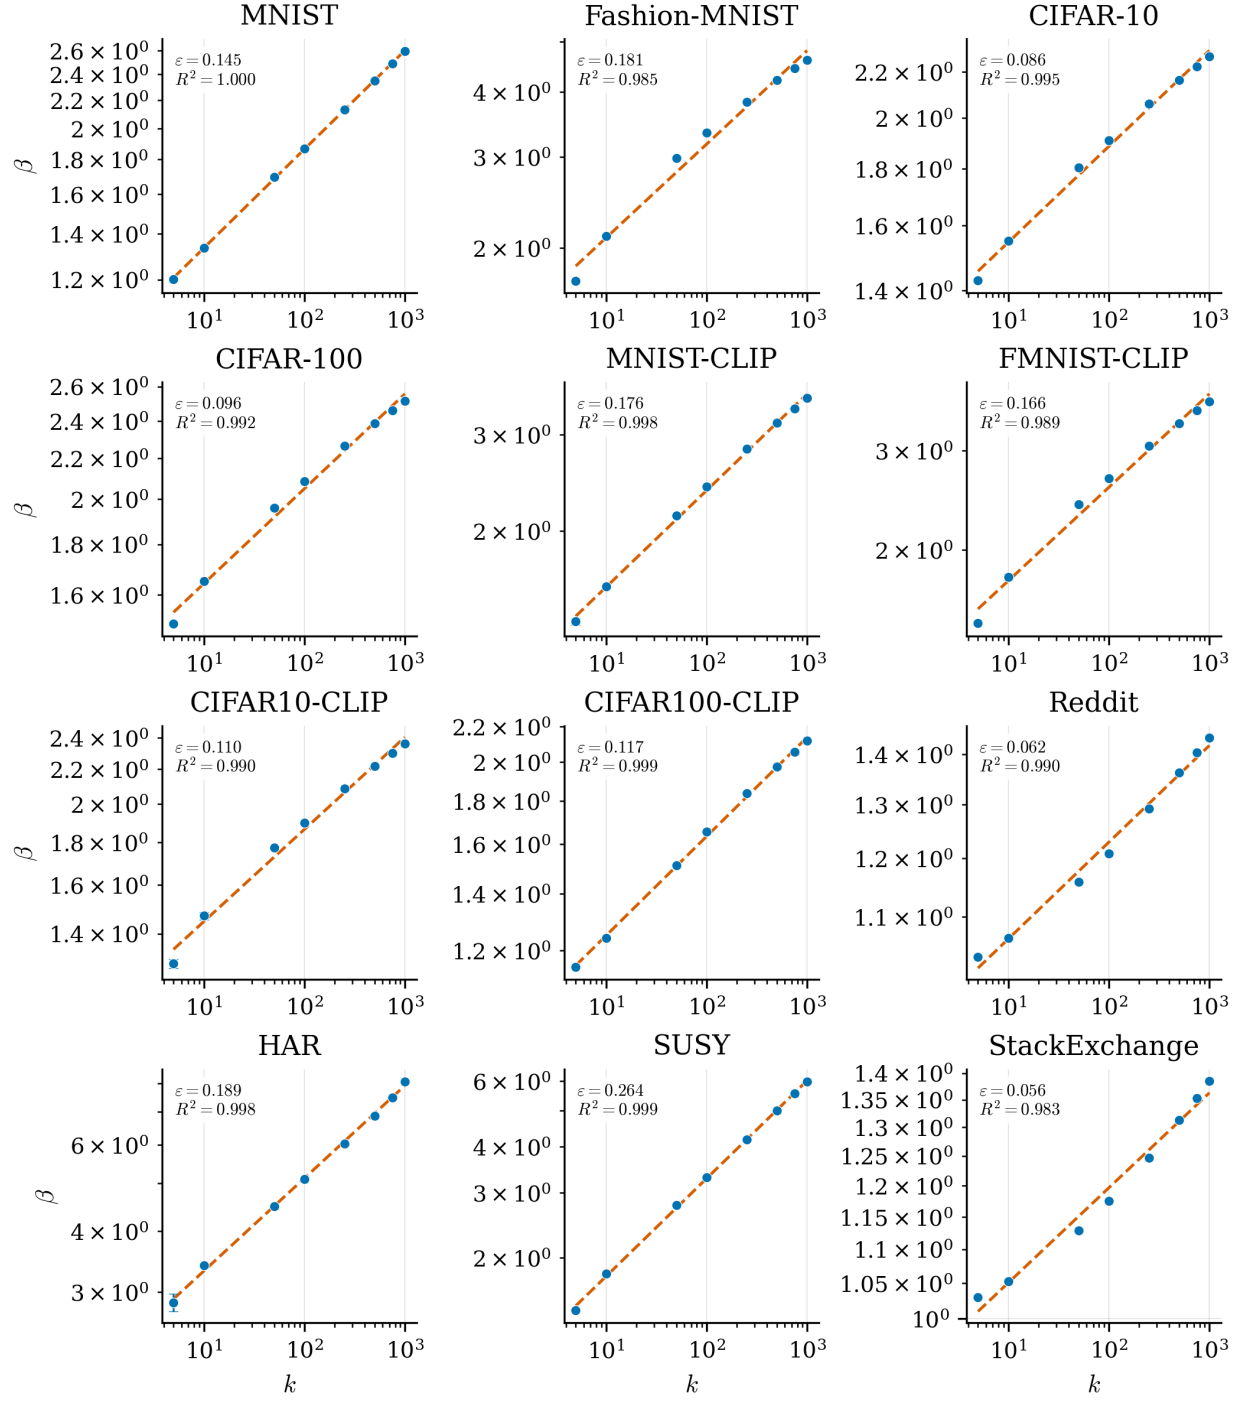 MNIST
ε = 0.145
R² = 1.000
2.6 × 10⁰
2.4 × 10⁰
2.2 × 10⁰
2 × 10⁰
1.8 × 10⁰
1.6 × 10⁰
1.4 × 10⁰
1.2 × 10⁰
β
10¹ 10² 10³
Fashion-MNIST
ε = 0.181
R² = 0.985
4 × 10⁰
3 × 10⁰
2 × 10⁰
10¹ 10² 10³
CIFAR-10
ε = 0.086
R² = 0.995
2.2 × 10⁰
2 × 10⁰
1.8 × 10⁰
1.6 × 10⁰
1.4 × 10⁰
10¹ 10² 10³
CIFAR-100
ε = 0.096
R² = 0.992
2.6 × 10⁰
2.4 × 10⁰
2.2 × 10⁰
2 × 10⁰
1.8 × 10⁰
1.6 × 10⁰
β
10¹ 10² 10³
MNIST-CLIP
ε = 0.176
R² = 0.998
3 × 10⁰
2 × 10⁰
10¹ 10² 10³
FMNIST-CLIP
ε = 0.166
R² = 0.989
3 × 10⁰
2 × 10⁰
10¹ 10² 10³
CIFAR10-CLIP
ε = 0.110
R² = 0.990
2.4 × 10⁰
2.2 × 10⁰
2 × 10⁰
1.8 × 10⁰
1.6 × 10⁰
1.4 × 10⁰
β
10¹ 10² 10³
CIFAR100-CLIP
ε = 0.117
R² = 0.999
2.2 × 10⁰
2 × 10⁰
1.8 × 10⁰
1.6 × 10⁰
1.4 × 10⁰
1.2 × 10⁰
10¹ 10² 10³
Reddit
ε = 0.062
R² = 0.990
1.4 × 10⁰
1.3 × 10⁰
1.2 × 10⁰
1.1 × 10⁰
10¹ 10² 10³
HAR
ε = 0.189
R² = 0.998
6 × 10⁰
4 × 10⁰
3 × 10⁰
β
10¹ 10² 10³
k
SUSY
ε = 0.264
R² = 0.999
6 × 10⁰
4 × 10⁰
3 × 10⁰
2 × 10⁰
10¹ 10² 10³
k
StackExchange
ε = 0.056
R² = 0.983
1.4 × 10⁰
1.35 × 10⁰
1.3 × 10⁰
1.25 × 10⁰
1.2 × 10⁰
1.15 × 10⁰
1.1 × 10⁰
1.05 × 10⁰
10⁰
10¹ 10² 10³
k